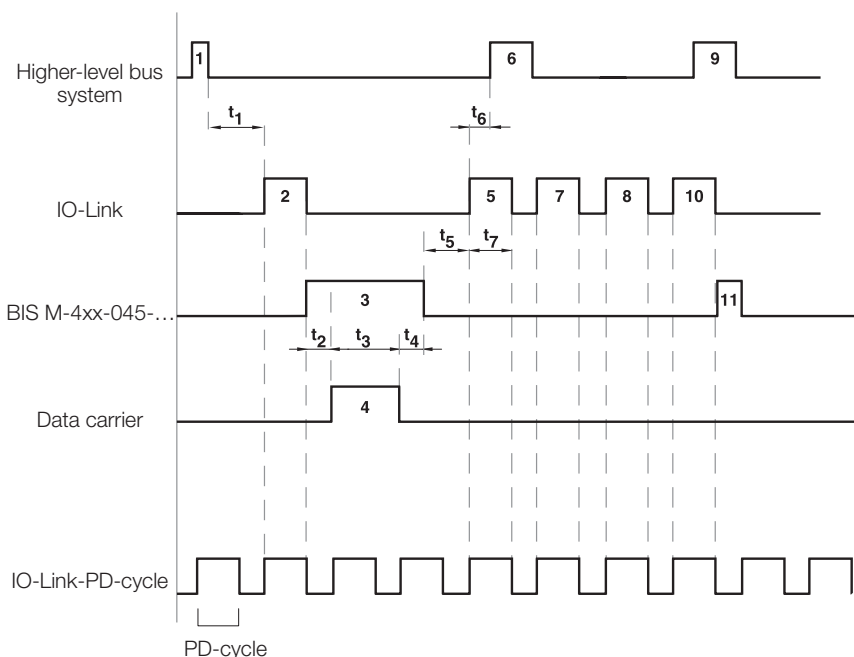 Higher-level bus
system
1
6
9
t1
t6
IO-Link
2
5
7
8
10
t5
t7
BIS M-4xx-045-…
3
11
t2
t3
t4
Data carrier
4
IO-Link-PD-cycle
PD-cycle